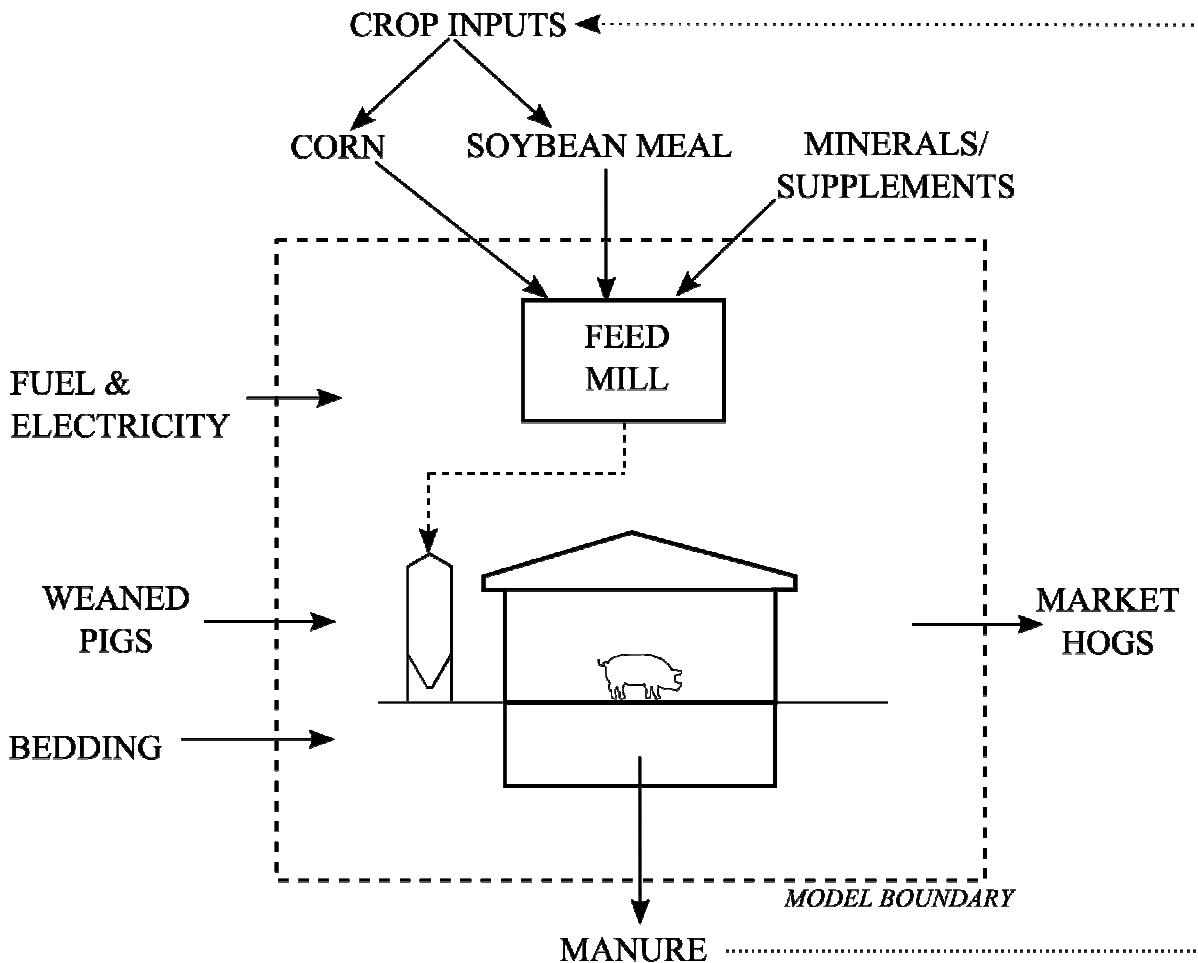 CROP INPUTS
CORN
SOYBEAN MEAL
MINERALS/
SUPPLEMENTS
FEED
MILL
FUEL &
ELECTRICITY
WEANED
PIGS
MARKET
HOGS
BEDDING
MODEL BOUNDARY
MANURE